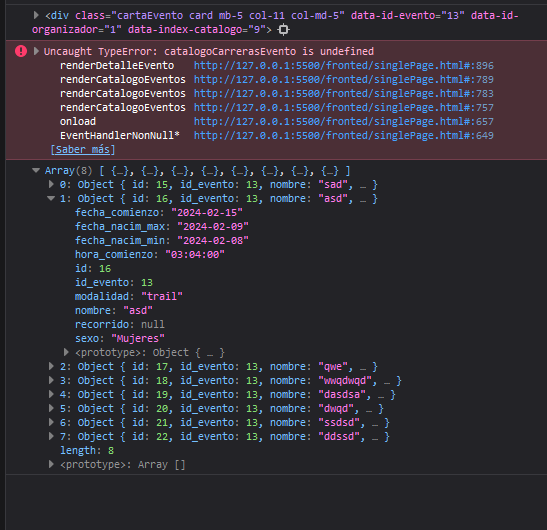 <div class="cartaEvento card mb-5 col-11 col-md-5" data-id-evento="13" data-id-
organizador="1" data-index-catalogo="9">
Uncaught TypeError: catalogoCarrerasEvento is undefined
renderDetalleEvento http://127.0.0.1:5500/fronted/singlePage.html#:896
renderCatalogoEventos http://127.0.0.1:5500/fronted/singlePage.html#:789
renderCatalogoEventos http://127.0.0.1:5500/fronted/singlePage.html#:783
renderCatalogoEventos http://127.0.0.1:5500/fronted/singlePage.html#:757
onload http://127.0.0.1:5500/fronted/singlePage.html#:657
EventHandlerNonNull* http://127.0.0.1:5500/fronted/singlePage.html#:649
[Saber más]
Array(8) [ {…}, {…}, {…}, {…}, {…}, {…}, {…}, {…} ]
0: Object { id: 15, id_evento: 13, nombre: "sad", … }
1: Object { id: 16, id_evento: 13, nombre: "asd", … }
fecha_comienzo: "2024-02-15"
fecha_nacim_max: "2024-02-09"
fecha_nacim_min: "2024-02-08"
hora_comienzo: "03:04:00"
id: 16
id_evento: 13
modalidad: "trail"
nombre: "asd"
recorrido: null
sexo: "Mujeres"
<prototype>: Object { … }
2: Object { id: 17, id_evento: 13, nombre: "qwe", … }
3: Object { id: 18, id_evento: 13, nombre: "wwqdwqd", … }
4: Object { id: 19, id_evento: 13, nombre: "dasdsa", … }
5: Object { id: 20, id_evento: 13, nombre: "dwqd", … }
6: Object { id: 21, id_evento: 13, nombre: "ssdsd", … }
7: Object { id: 22, id_evento: 13, nombre: "ddssd", … }
length: 8
<prototype>: Array []